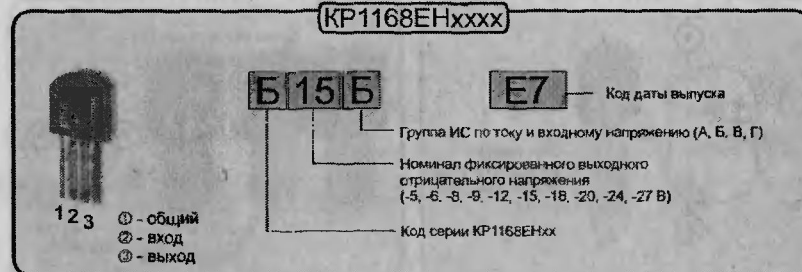 КР1168ЕНxxxx
Б 15 Б
Е7
Код даты выпуска
Группа ИС по току и входному напряжению (А, Б, В, Г)
Номинал фиксированного выходного
отрицательного напряжения
(-5, -6. -8, -9. -12, -15, -18. -20, -24, -27 В)
Код серии КР1168ЕНxx
1 2 3
① - общий
② - вход
③ - выход